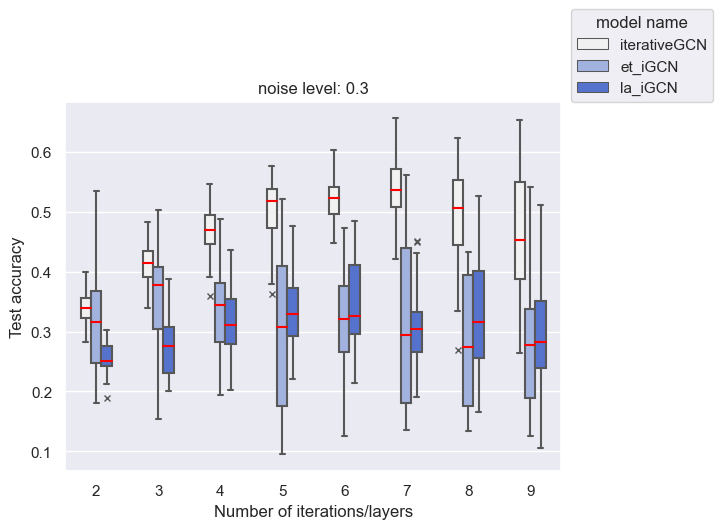 model name
iterativeGCN
et_iGCN
la_iGCN
noise level: 0.3
Test accuracy
0.6
0.5
0.4
0.3
0.2
0.1
2 3 4 5 6 7 8 9
Number of iterations/layers